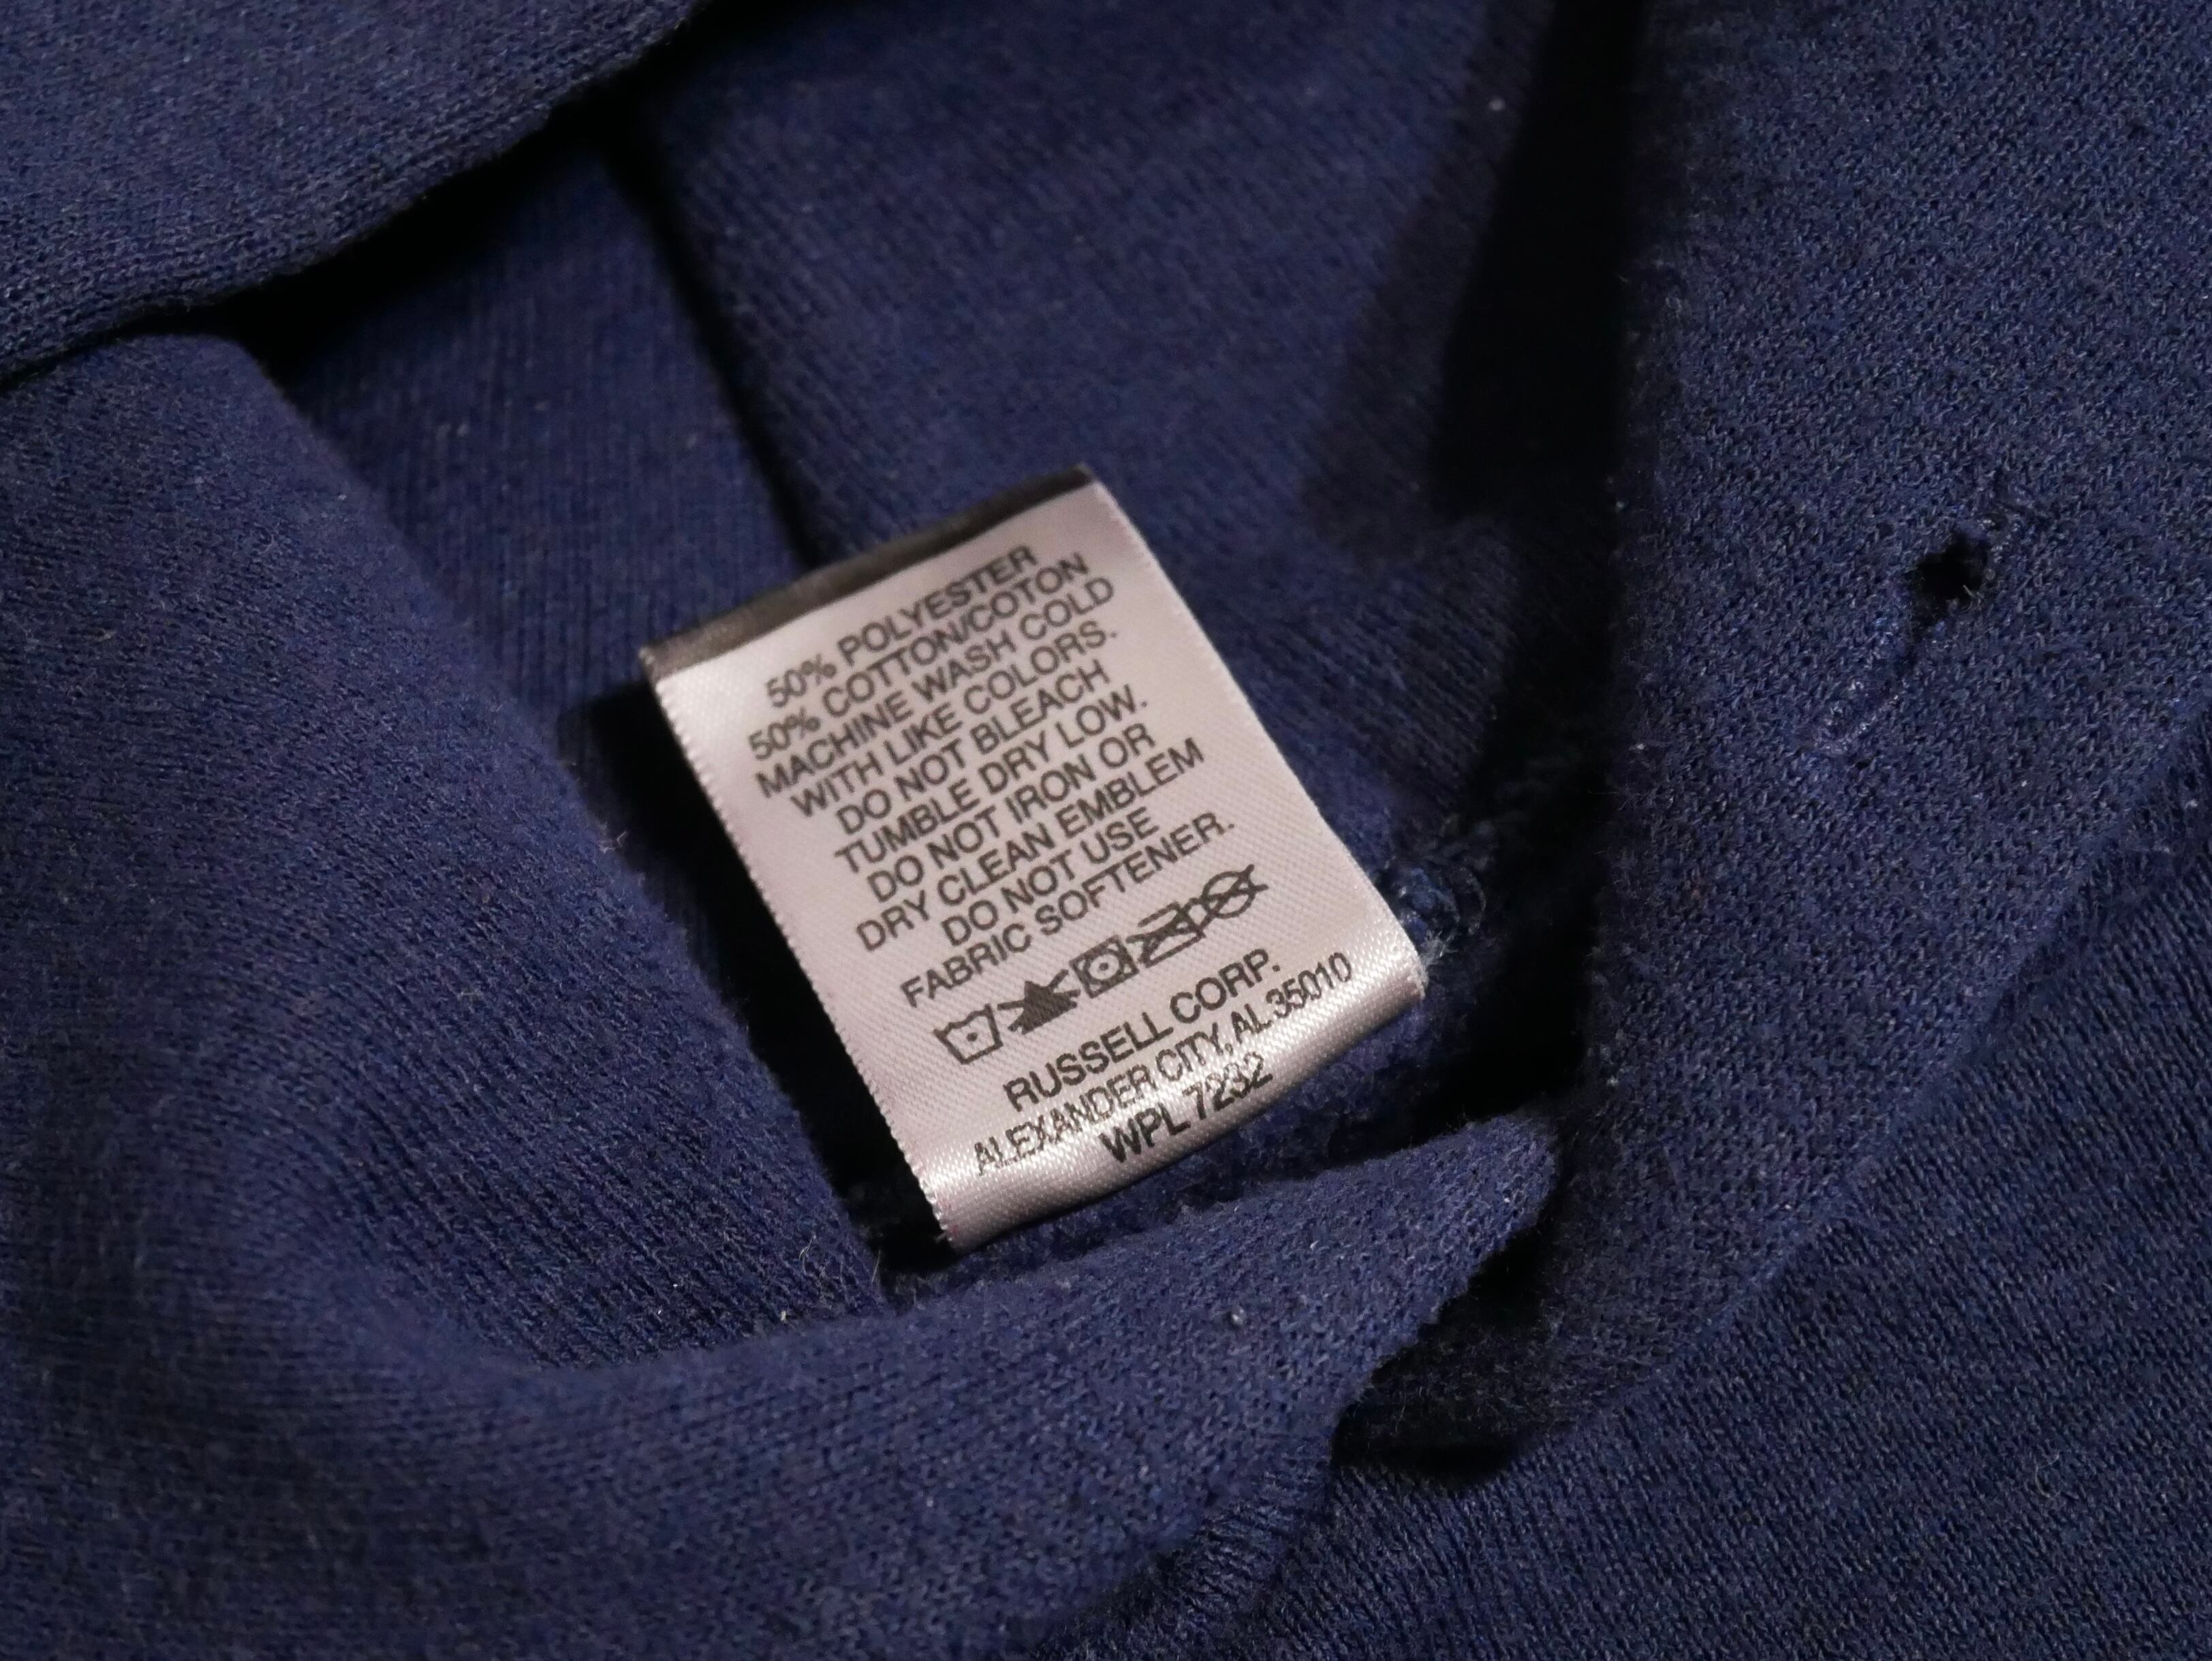 50% POLYESTER
50% COTTON/COTON
MACHINE WASH COLD
WITH LIKE COLORS.
DO NOT BLEACH
TUMBLE DRY LOW.
DO NOT IRON OR
DRY CLEAN EMBLEM
DO NOT USE
FABRIC SOFTENER.
RUSSELL CORP.
ALEXANDER CITY, AL 35010
WPL 7232